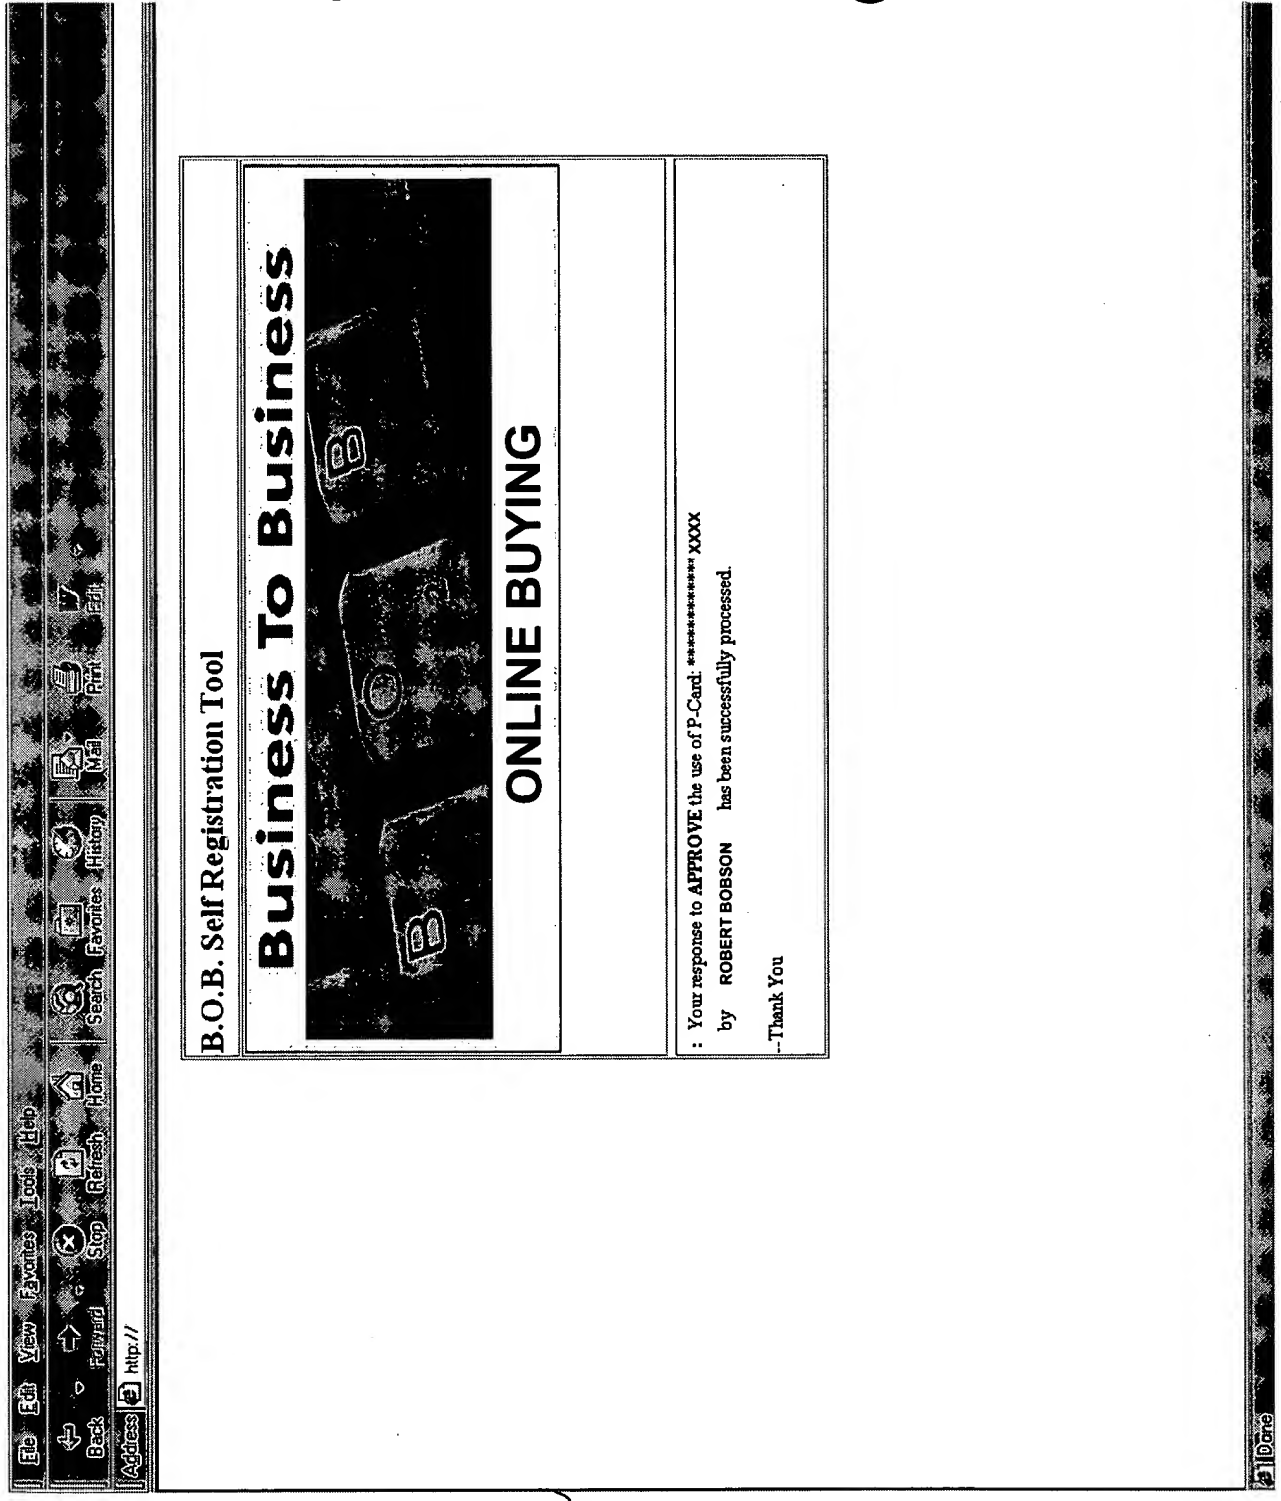 File Edit View Favorites Tools Help
Back Forward Stop Refresh Home Search Favorites History Mail Print Edit
Address http://
B.O.B. Self Registration Tool
Business To Business
B O B
ONLINE BUYING
: Your response to APPROVE the use of P-Card: ************XXXX
by ROBERT BOBSON has been successfully processed.
--Thank You
Done